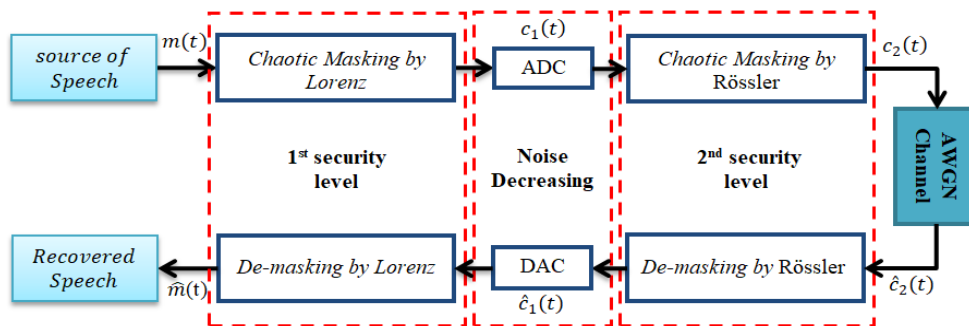 source of
Speech
m(t)
Chaotic Masking by
Lorenz
c₁(t)
ADC
Chaotic Masking by
Rössler
c₂(t)
1st security
level
Noise
Decreasing
2nd security
level
AWGN
Channel
Recovered
Speech
m̂(t)
De-masking by Lorenz
DAC
ĉ₁(t)
De-masking by Rössler
ĉ₂(t)